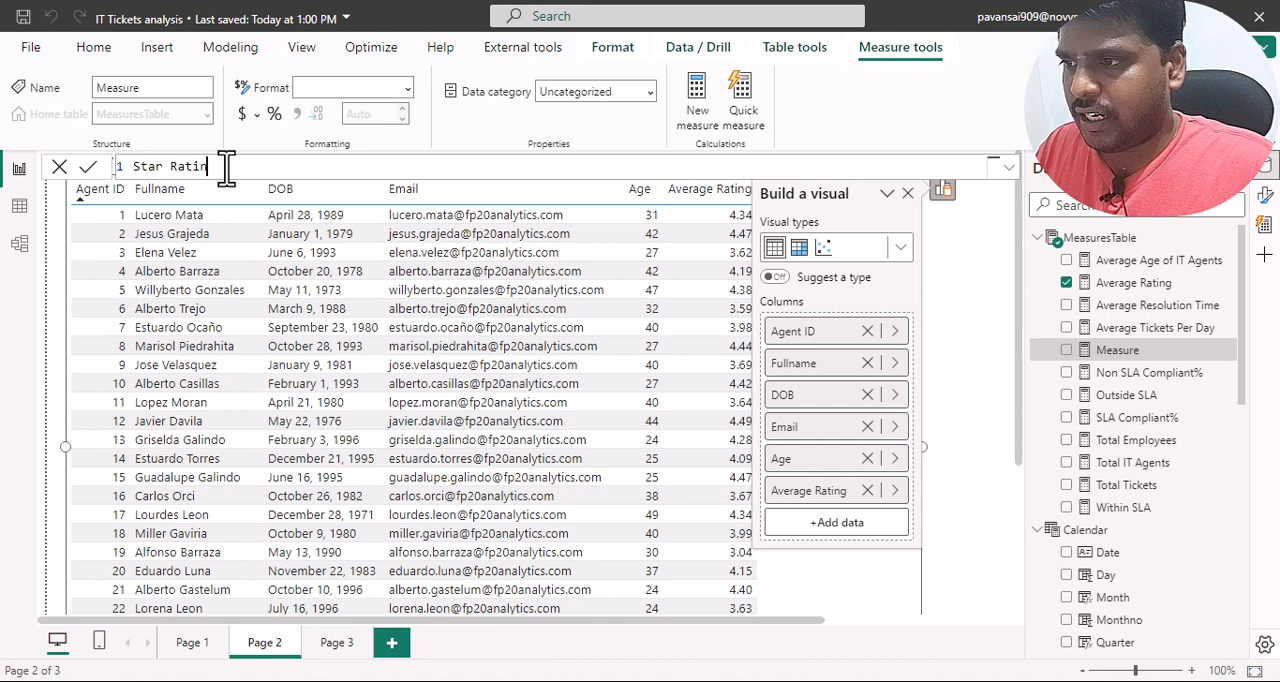 IT Tickets analysis • Last saved: Today at 1:00 PM
Search
File Home Insert Modeling View Optimize Help External tools Format Data / Drill Table tools Measure tools
Name Measure
Home table MeasuresTable
Structure
Format
$ % Auto
Formatting
Data category Uncategorized
Properties
New measure
Quick measure
Calculations
1 Star Ratin
Agent ID Fullname DOB Email Age Average Rating
1 Lucero Mata April 28, 1989 lucero.mata@fp20analytics.com 31 4.34
2 Jesus Grajeda January 1, 1979 jesus.grajeda@fp20analytics.com 42 4.47
3 Elena Velez June 6, 1993 elena.velez@fp20analytics.com 27
4 Alberto Barraza October 20, 1978 alberto.barraza@fp20analytics.com 42 4.19
5 Willyberto Gonzales May 11, 1973 willyberto.gonzales@fp20analytics.com 47 4.38
6 Alberto Trejo March 9, 1988 alberto.trejo@fp20analytics.com 32 3.59
7 Estuardo Ocaño September 23, 1980 estuardo.ocaño@fp20analytics.com 40 3.98
8 Marisol Piedrahita October 28, 1993 marisol.piedrahita@fp20analytics.com 27 4.44
9 Jose Velasquez January 9, 1981 jose.velasquez@fp20analytics.com 40 3.69
10 Alberto Casillas February 1, 1993 alberto.casillas@fp20analytics.com 27 4.42
11 Lopez Moran April 21, 1980 lopez.moran@fp20analytics.com 40 3.64
12 Javier Davila May 22, 1976 javier.davila@fp20analytics.com 44 4.49
13 Griselda Galindo February 3, 1996 griselda.galindo@fp20analytics.com 24 4.28
14 Estuardo Torres December 21, 1995 estuardo.torres@fp20analytics.com 25 4.09
15 Guadalupe Galindo June 16, 1995 guadalupe.galindo@fp20analytics.com 25 4.47
16 Carlos Orci October 26, 1982 carlos.orci@fp20analytics.com 38 3.67
17 Lourdes Leon December 28, 1971 lourdes.leon@fp20analytics.com 49 4.34
18 Miller Gaviria October 9, 1980 miller.gaviria@fp20analytics.com 40 3.99
19 Alfonso Barraza May 13, 1990 alfonso.barraza@fp20analytics.com 30 3.04
20 Eduardo Luna November 22, 1983 eduardo.luna@fp20analytics.com 37 4.15
21 Alberto Gastelum October 10, 1996 alberto.gastelum@fp20analytics.com 24 4.40
22 Lorena Leon July 16, 1996 lorena.leon@fp20analytics.com 24 3.63
Build a visual
Visual types
Off Suggest a type
Columns
Agent ID
Fullname
DOB
Email
Age
Average Rating
+Add data
MeasuresTable
Average Age of IT Agents
Average Rating
Average Resolution Time
Average Tickets Per Day
Measure
Non SLA Compliant%
Outside SLA
SLA Compliant%
Total Employees
Total IT Agents
Total Tickets
Within SLA
Calendar
Date
Day
Month
Monthno
Quarter
Page 1 Page 2 Page 3
Page 2 of 3
- + 100%